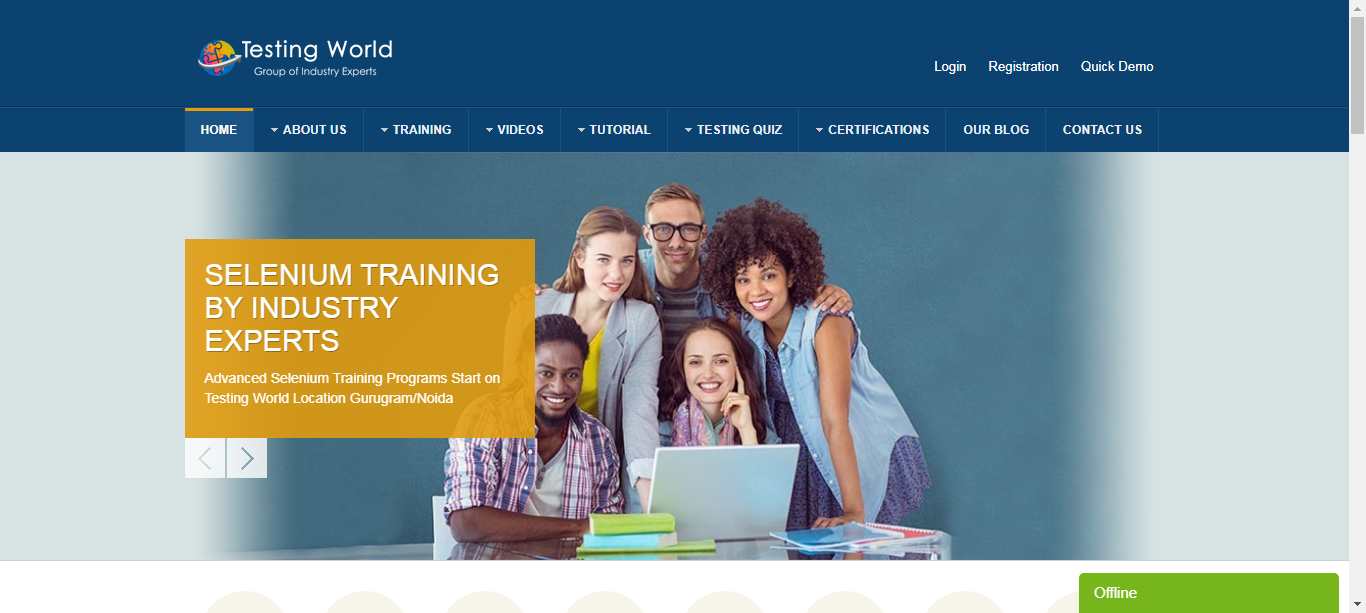 Testing World
Group of Industry Experts
Login Registration Quick Demo
HOME ABOUT US TRAINING VIDEOS TUTORIAL TESTING QUIZ CERTIFICATIONS OUR BLOG CONTACT US
SELENIUM TRAINING
BY INDUSTRY
EXPERTS
Advanced Selenium Training Programs Start on
Testing World Location Gurugram/Noida
Offline